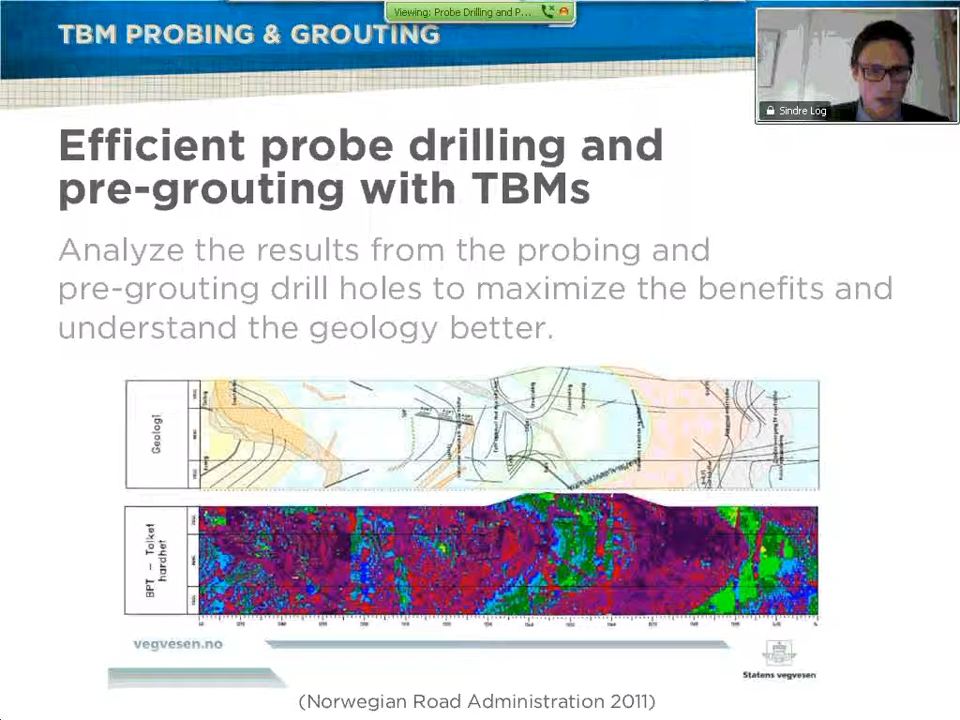 TBM PROBING & GROUTING
Viewing: Probe Drilling and P...
Sindre Log
Efficient probe drilling and
pre-grouting with TBMs
Analyze the results from the probing and
pre-grouting drill holes to maximize the benefits and
understand the geology better.
Geologi
BPT – Tolket
hardhet
vegvesen.no
Statens vegvesen
(Norwegian Road Administration 2011)